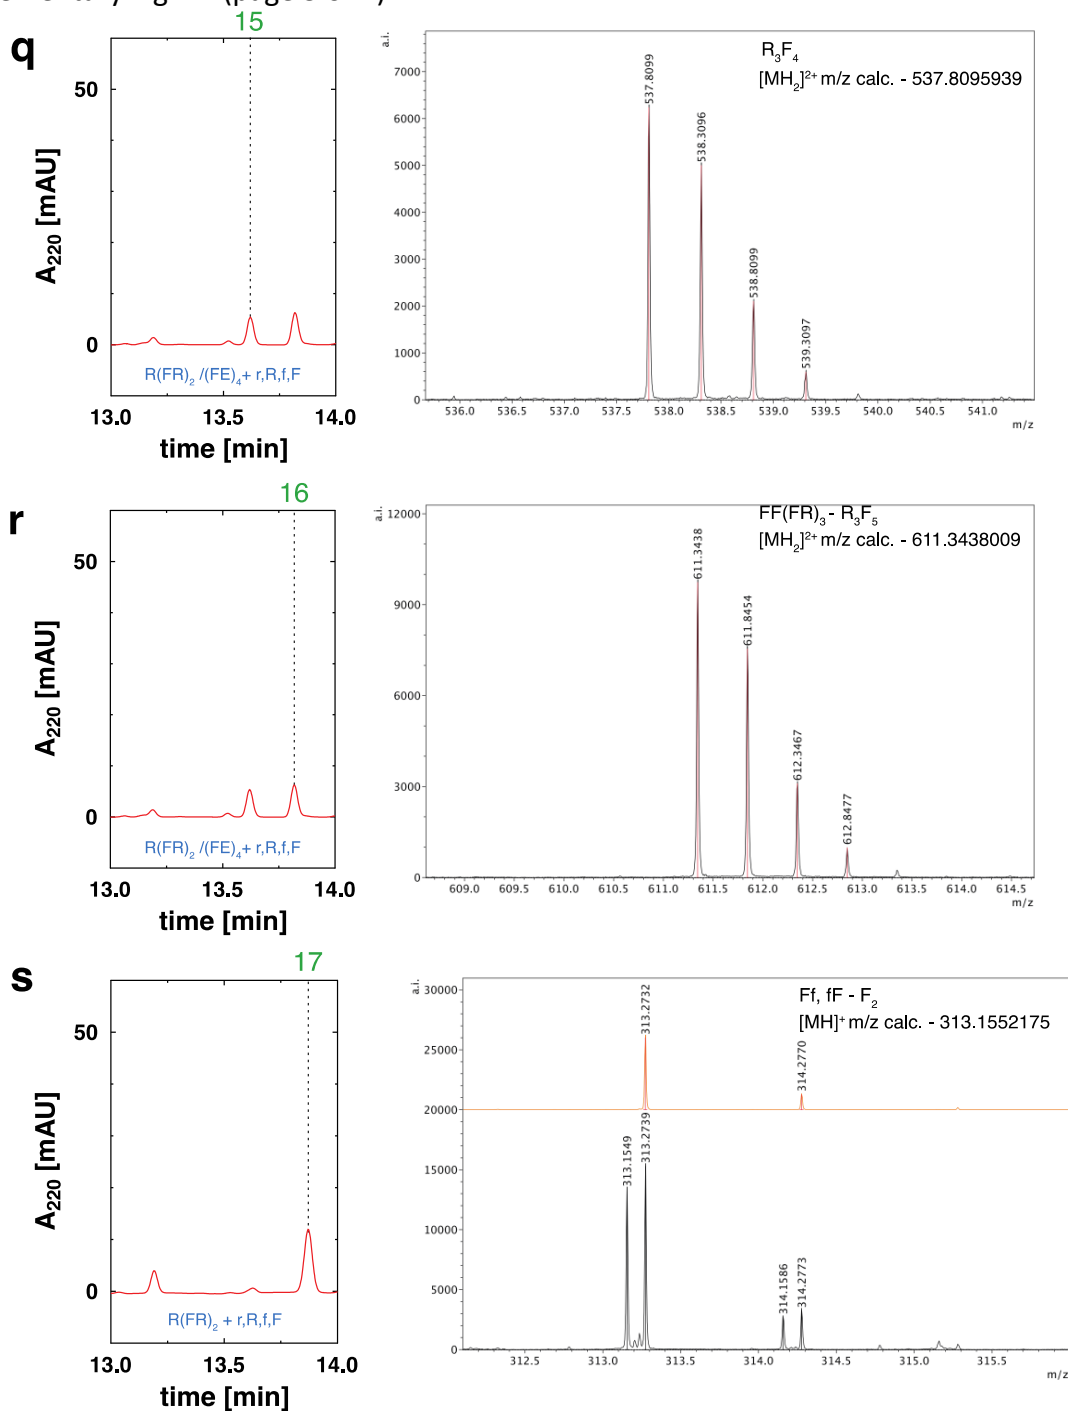 q
15
50
0
A220 [mAU]
R(FR)2 /(FE)4+ r,R,f,F
13.0 13.5 14.0
time [min]
a.i.
R3F4
[MH2]2+ m/z calc. - 537.8095939
7000
6000
5000
4000
3000
2000
1000
0
537.8099
538.3096
538.8099
539.3097
536.0 536.5 537.0 537.5 538.0 538.5 539.0 539.5 540.0 540.5 541.0
m/z
r
16
50
0
A220 [mAU]
R(FR)2 /(FE)4+ r,R,f,F
13.0 13.5 14.0
time [min]
a.i.
FF(FR)3 - R3F5
[MH2]2+ m/z calc. - 611.3438009
12000
9000
6000
3000
0
611.3438
611.8454
612.3467
612.8477
609.0 609.5 610.0 610.5 611.0 611.5 612.0 612.5 613.0 613.5 614.0 614.5
m/z
s
17
50
0
A220 [mAU]
R(FR)2 + r,R,f,F
13.0 13.5 14.0
time [min]
a.i.
Ff, fF - F2
[MH]+ m/z calc. - 313.1552175
30000
25000
20000
15000
10000
5000
0
313.2732
314.2770
313.1549
313.2739
314.1586
314.2773
312.5 313.0 313.5 314.0 314.5 315.0 315.5
m/z